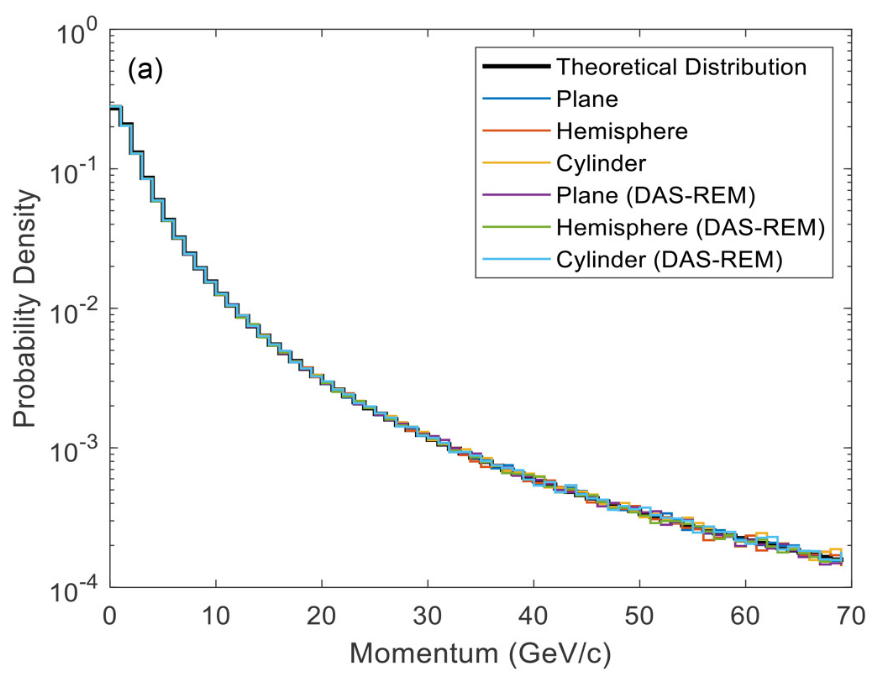 (a)
Theoretical Distribution
Plane
Hemisphere
Cylinder
Plane (DAS-REM)
Hemisphere (DAS-REM)
Cylinder (DAS-REM)
Probability Density
10^0
10^-1
10^-2
10^-3
10^-4
0 10 20 30 40 50 60 70
Momentum (GeV/c)